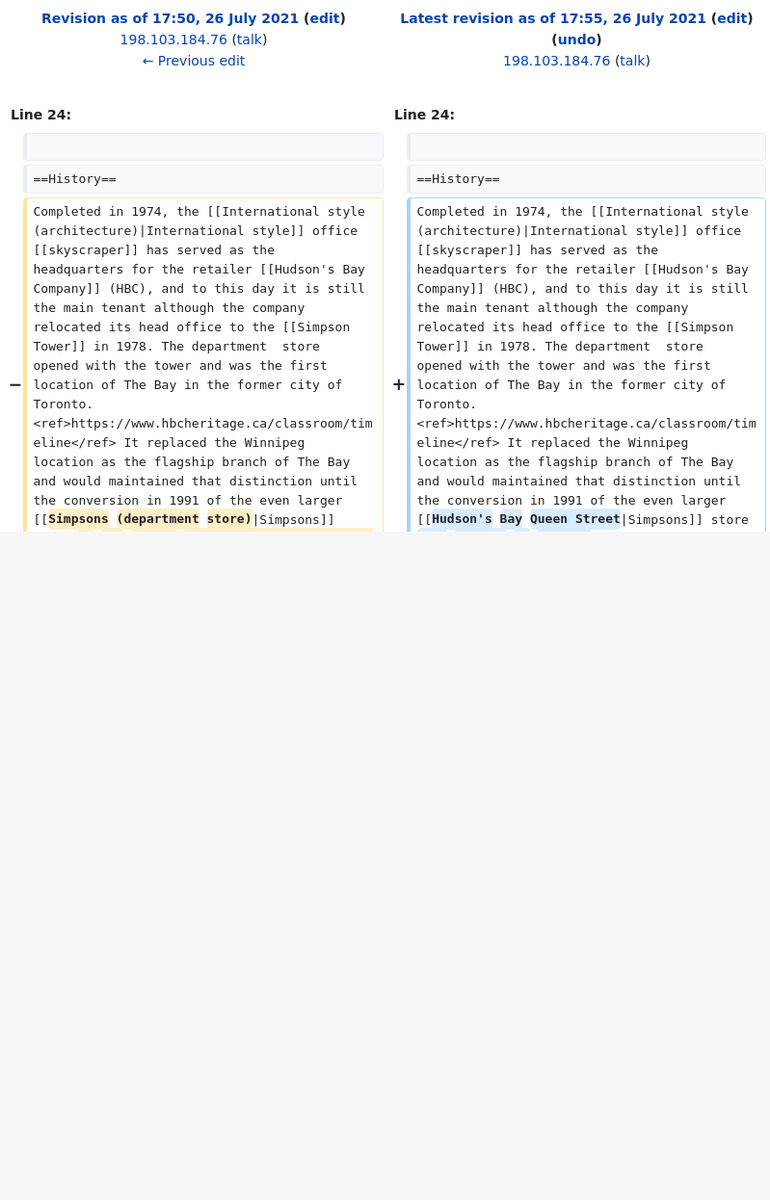 Revision as of 17:50, 26 July 2021 (edit)
198.103.184.76 (talk)
← Previous edit
Latest revision as of 17:55, 26 July 2021 (edit)
(undo)
198.103.184.76 (talk)
Line 24:
Line 24:
==History==
==History==
−
Completed in 1974, the [[International style
(architecture)|International style]] office
[[skyscraper]] has served as the
headquarters for the retailer [[Hudson's Bay
Company]] (HBC), and to this day it is still
the main tenant although the company
relocated its head office to the [[Simpson
Tower]] in 1978. The department  store
opened with the tower and was the first
location of The Bay in the former city of
Toronto.
<ref>https://www.hbcheritage.ca/classroom/tim
eline</ref> It replaced the Winnipeg
location as the flagship branch of The Bay
and would maintained that distinction until
the conversion in 1991 of the even larger
[[Simpsons (department store)|Simpsons]]
+
Completed in 1974, the [[International style
(architecture)|International style]] office
[[skyscraper]] has served as the
headquarters for the retailer [[Hudson's Bay
Company]] (HBC), and to this day it is still
the main tenant although the company
relocated its head office to the [[Simpson
Tower]] in 1978. The department  store
opened with the tower and was the first
location of The Bay in the former city of
Toronto.
<ref>https://www.hbcheritage.ca/classroom/tim
eline</ref> It replaced the Winnipeg
location as the flagship branch of The Bay
and would maintained that distinction until
the conversion in 1991 of the even larger
[[Hudson's Bay Queen Street|Simpsons]] store